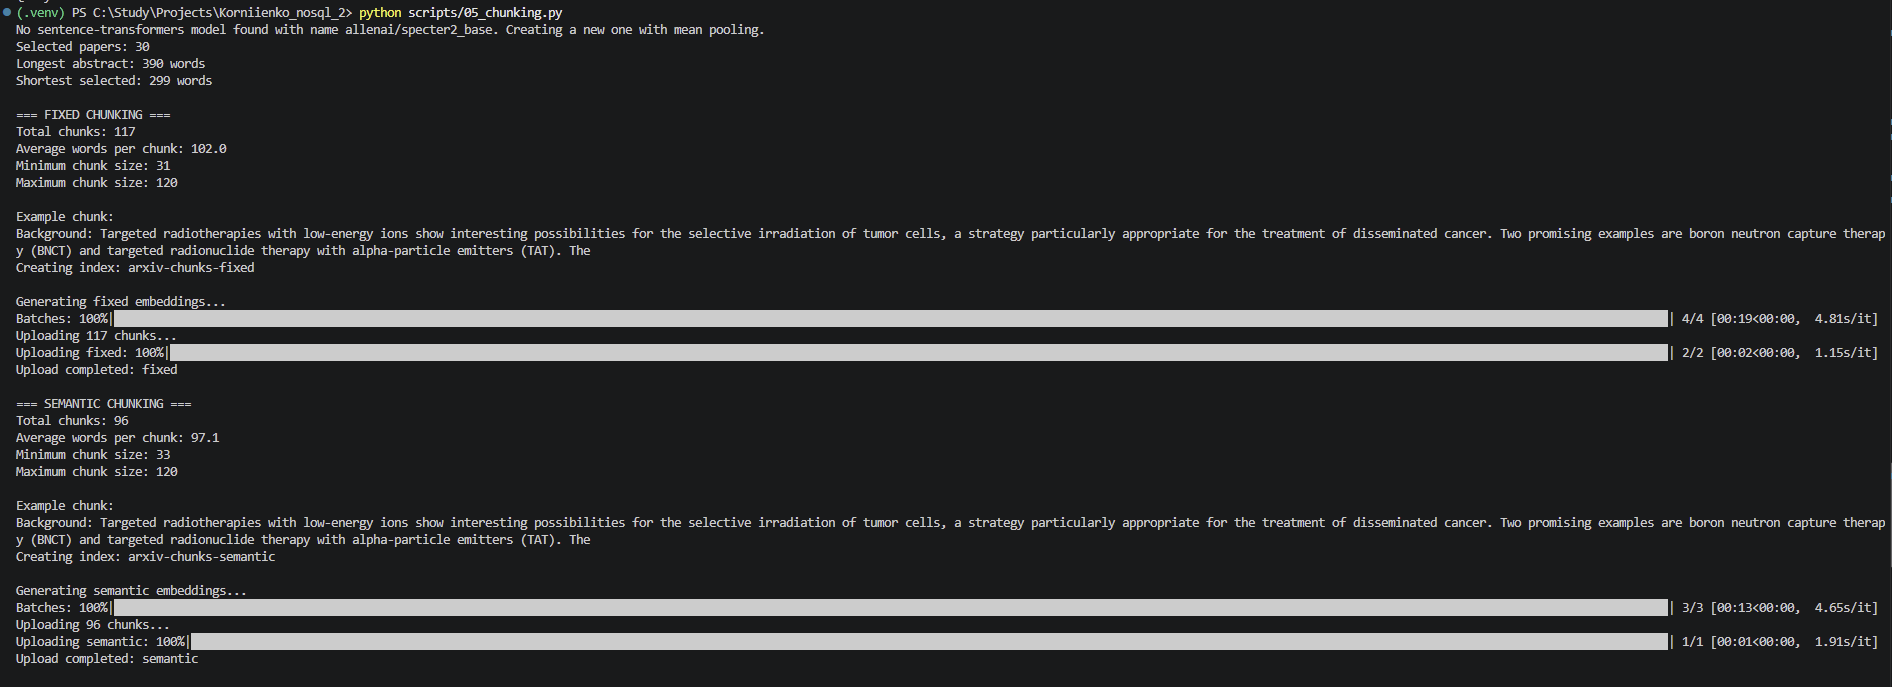 (.venv) PS C:\Study\Projects\Korniienko_nosql_2> python scripts/05_chunking.py
No sentence-transformers model found with name allenai/specter2_base. Creating a new one with mean pooling.
Selected papers: 30
Longest abstract: 390 words
Shortest selected: 299 words
=== FIXED CHUNKING ===
Total chunks: 117
Average words per chunk: 102.0
Minimum chunk size: 31
Maximum chunk size: 120
Example chunk:
Background: Targeted radiotherapies with low-energy ions show interesting possibilities for the selective irradiation of tumor cells, a strategy particularly appropriate for the treatment of disseminated cancer. Two promising examples are boron neutron capture therap
y (BNCT) and targeted radionuclide therapy with alpha-particle emitters (TAT). The
Creating index: arxiv-chunks-fixed
Generating fixed embeddings...
Batches: 100%| | 4/4 [00:19<00:00, 4.81s/it]
Uploading 117 chunks...
Uploading fixed: 100%| | 2/2 [00:02<00:00, 1.15s/it]
Upload completed: fixed
=== SEMANTIC CHUNKING ===
Total chunks: 96
Average words per chunk: 97.1
Minimum chunk size: 33
Maximum chunk size: 120
Example chunk:
Background: Targeted radiotherapies with low-energy ions show interesting possibilities for the selective irradiation of tumor cells, a strategy particularly appropriate for the treatment of disseminated cancer. Two promising examples are boron neutron capture therap
y (BNCT) and targeted radionuclide therapy with alpha-particle emitters (TAT). The
Creating index: arxiv-chunks-semantic
Generating semantic embeddings...
Batches: 100%| | 3/3 [00:13<00:00, 4.65s/it]
Uploading 96 chunks...
Uploading semantic: 100%| | 1/1 [00:01<00:00, 1.91s/it]
Upload completed: semantic